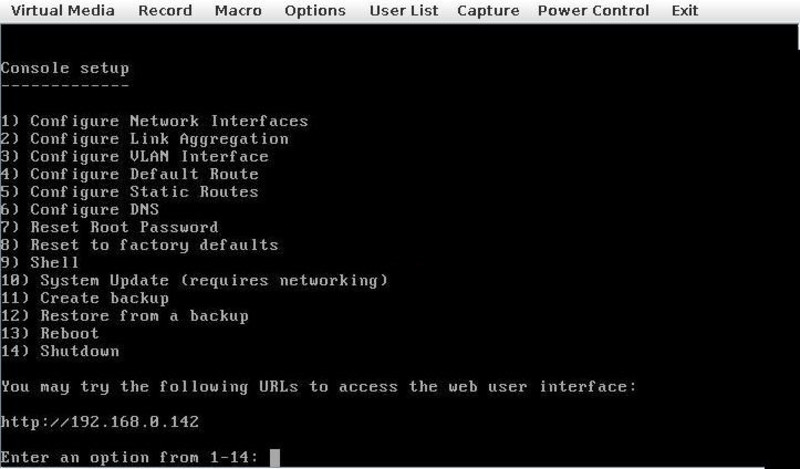 Virtual Media Record Macro Options User List Capture Power Control Exit
Console setup
-------------
1) Configure Network Interfaces
2) Configure Link Aggregation
3) Configure VLAN Interface
4) Configure Default Route
5) Configure Static Routes
6) Configure DNS
7) Reset Root Password
8) Reset to factory defaults
9) Shell
10) System Update (requires networking)
11) Create backup
12) Restore from a backup
13) Reboot
14) Shutdown
You may try the following URLs to access the web user interface:
http://192.168.0.142
Enter an option from 1-14: